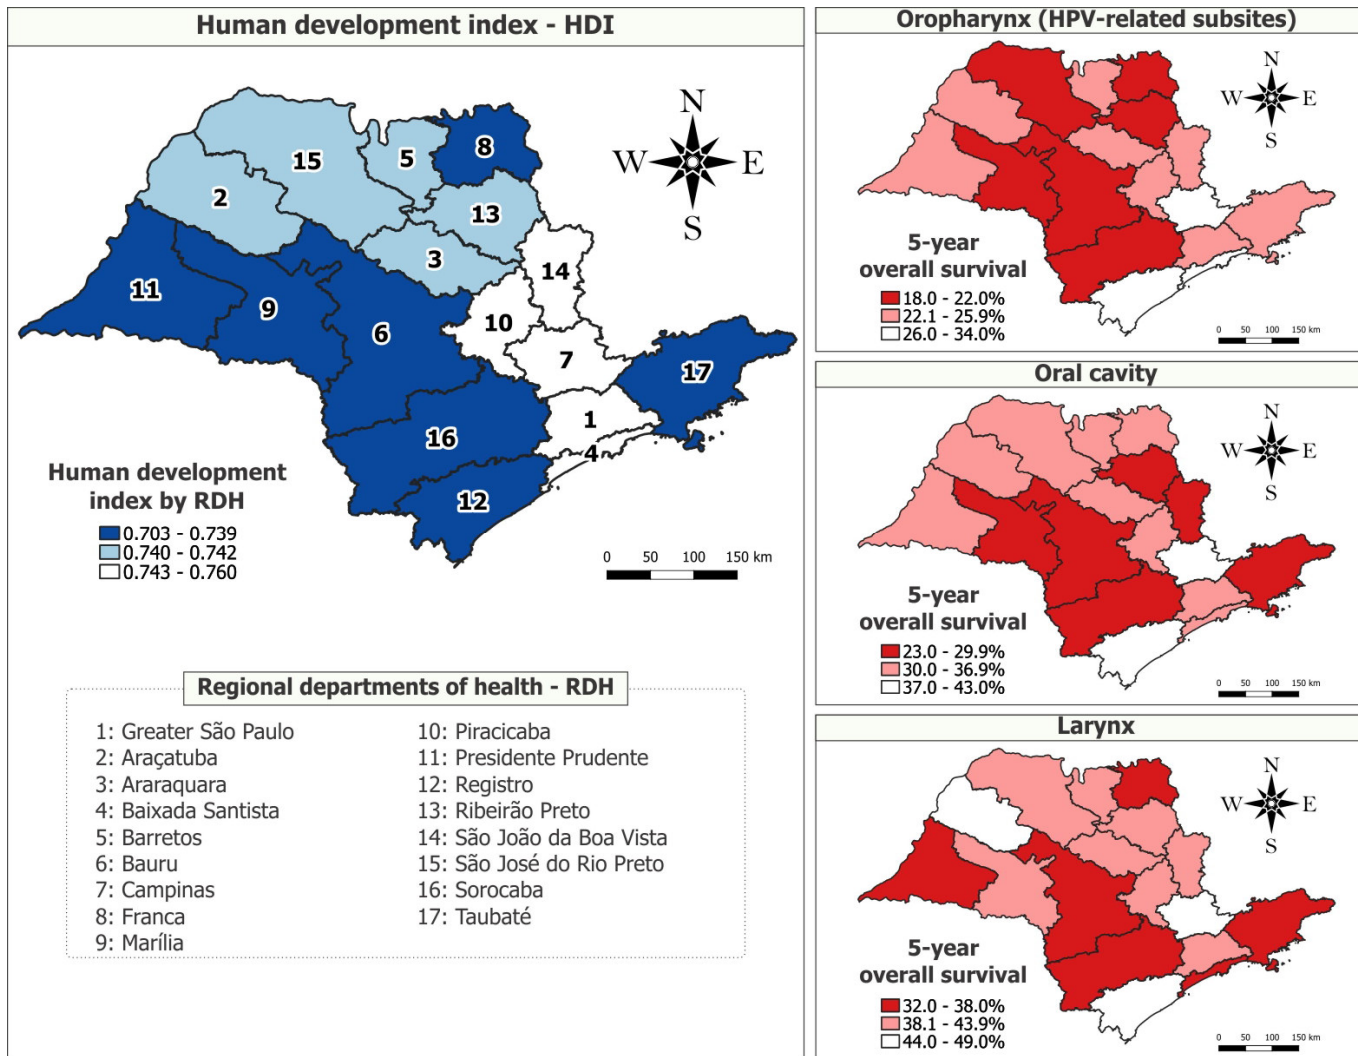 Human development index - HDI
N
W
E
S
15
5
8
2
13
3
14
11
9
10
6
7
17
1
16
4
12
Human development
index by RDH
0.703 - 0.739
0.740 - 0.742
0.743 - 0.760
0 50 100 150 km
Regional departments of health - RDH
1: Greater São Paulo
2: Araçatuba
3: Araraquara
4: Baixada Santista
5: Barretos
6: Bauru
7: Campinas
8: Franca
9: Marília
10: Piracicaba
11: Presidente Prudente
12: Registro
13: Ribeirão Preto
14: São João da Boa Vista
15: São José do Rio Preto
16: Sorocaba
17: Taubaté
Oropharynx (HPV-related subsites)
N
W
E
S
5-year
overall survival
18.0 - 22.0%
22.1 - 25.9%
26.0 - 34.0%
0 50 100 150 km
Oral cavity
N
W
E
S
5-year
overall survival
23.0 - 29.9%
30.0 - 36.9%
37.0 - 43.0%
0 50 100 150 km
Larynx
N
W
E
S
5-year
overall survival
32.0 - 38.0%
38.1 - 43.9%
44.0 - 49.0%
0 50 100 150 km